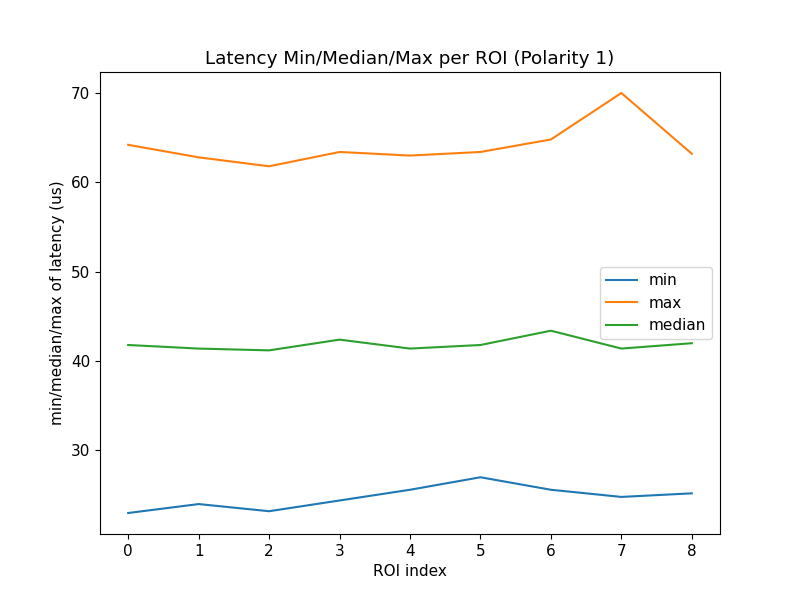 Latency Min/Median/Max per ROI (Polarity 1)
min/median/max of latency (us)
70
60
50
40
30
min
max
median
0 1 2 3 4 5 6 7 8
ROI index